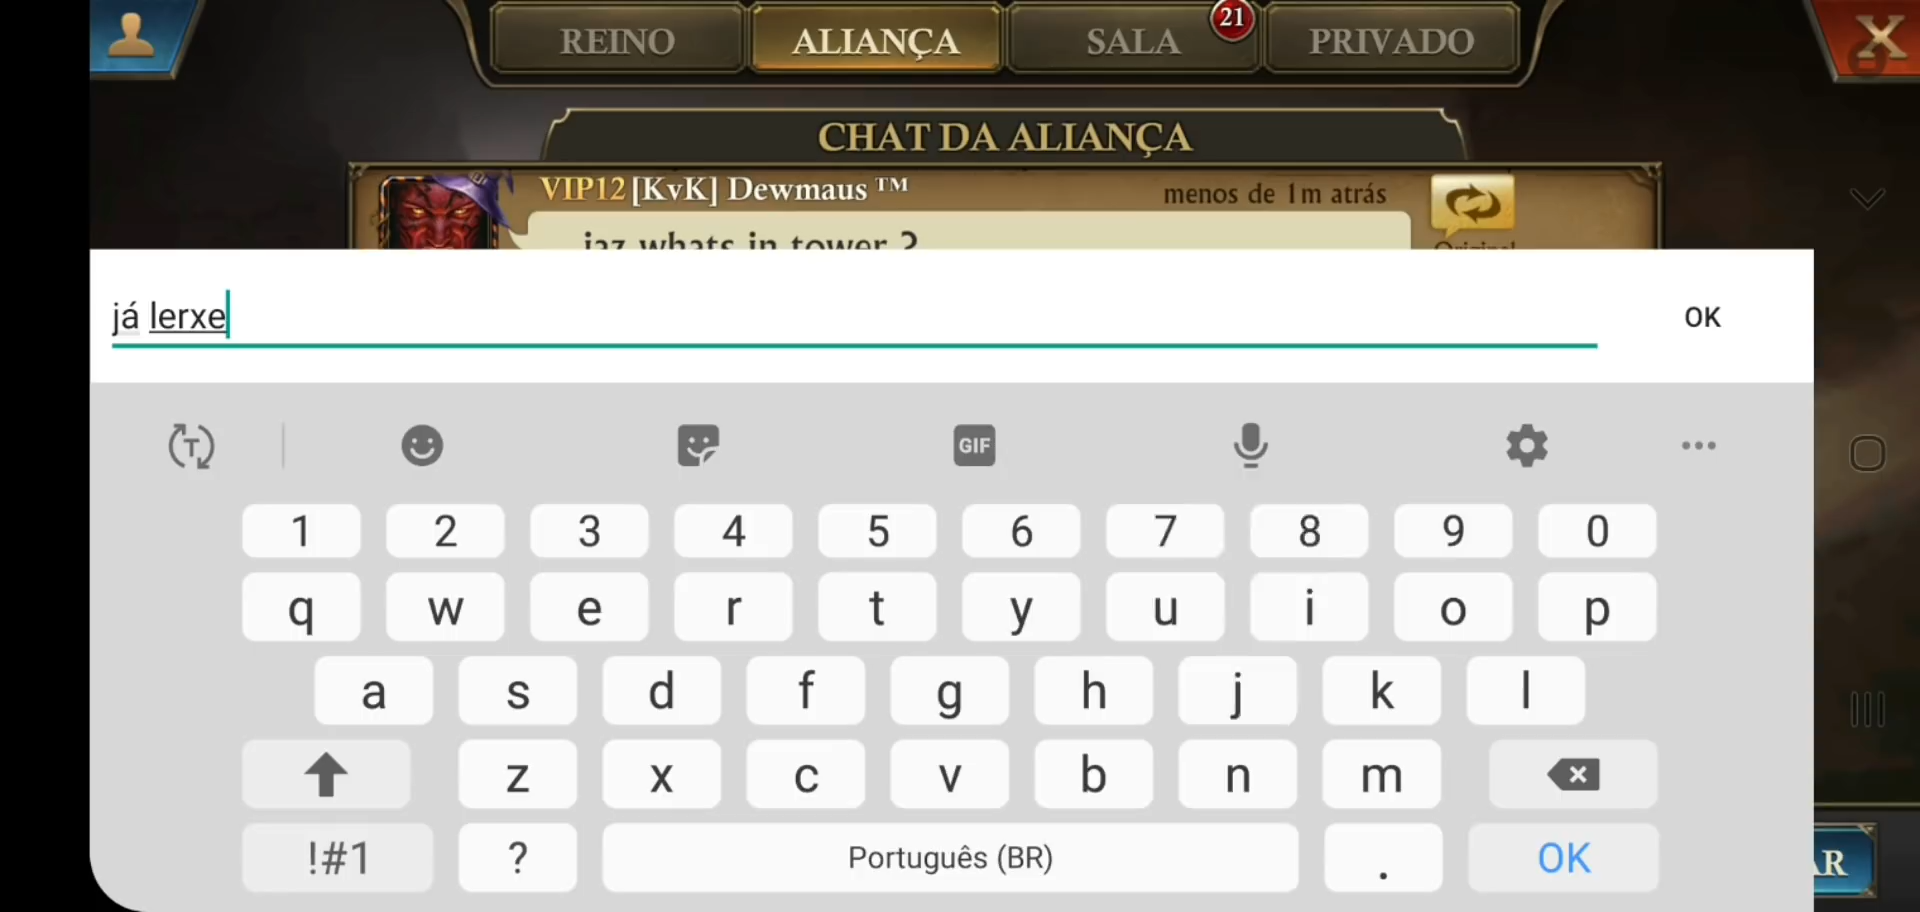 REINO
ALIANÇA
SALA
21
PRIVADO
CHAT DA ALIANÇA
VIP12 [KvK] Dewmaus ™
menos de 1m atrás
jaz whats in tower ?
Original
já lerxe
OK
T
GIF
1 2 3 4 5 6 7 8 9 0
q w e r t y u i o p
a s d f g h j k l
z x c v b n m
!#1 ? Português (BR) . OK
AR